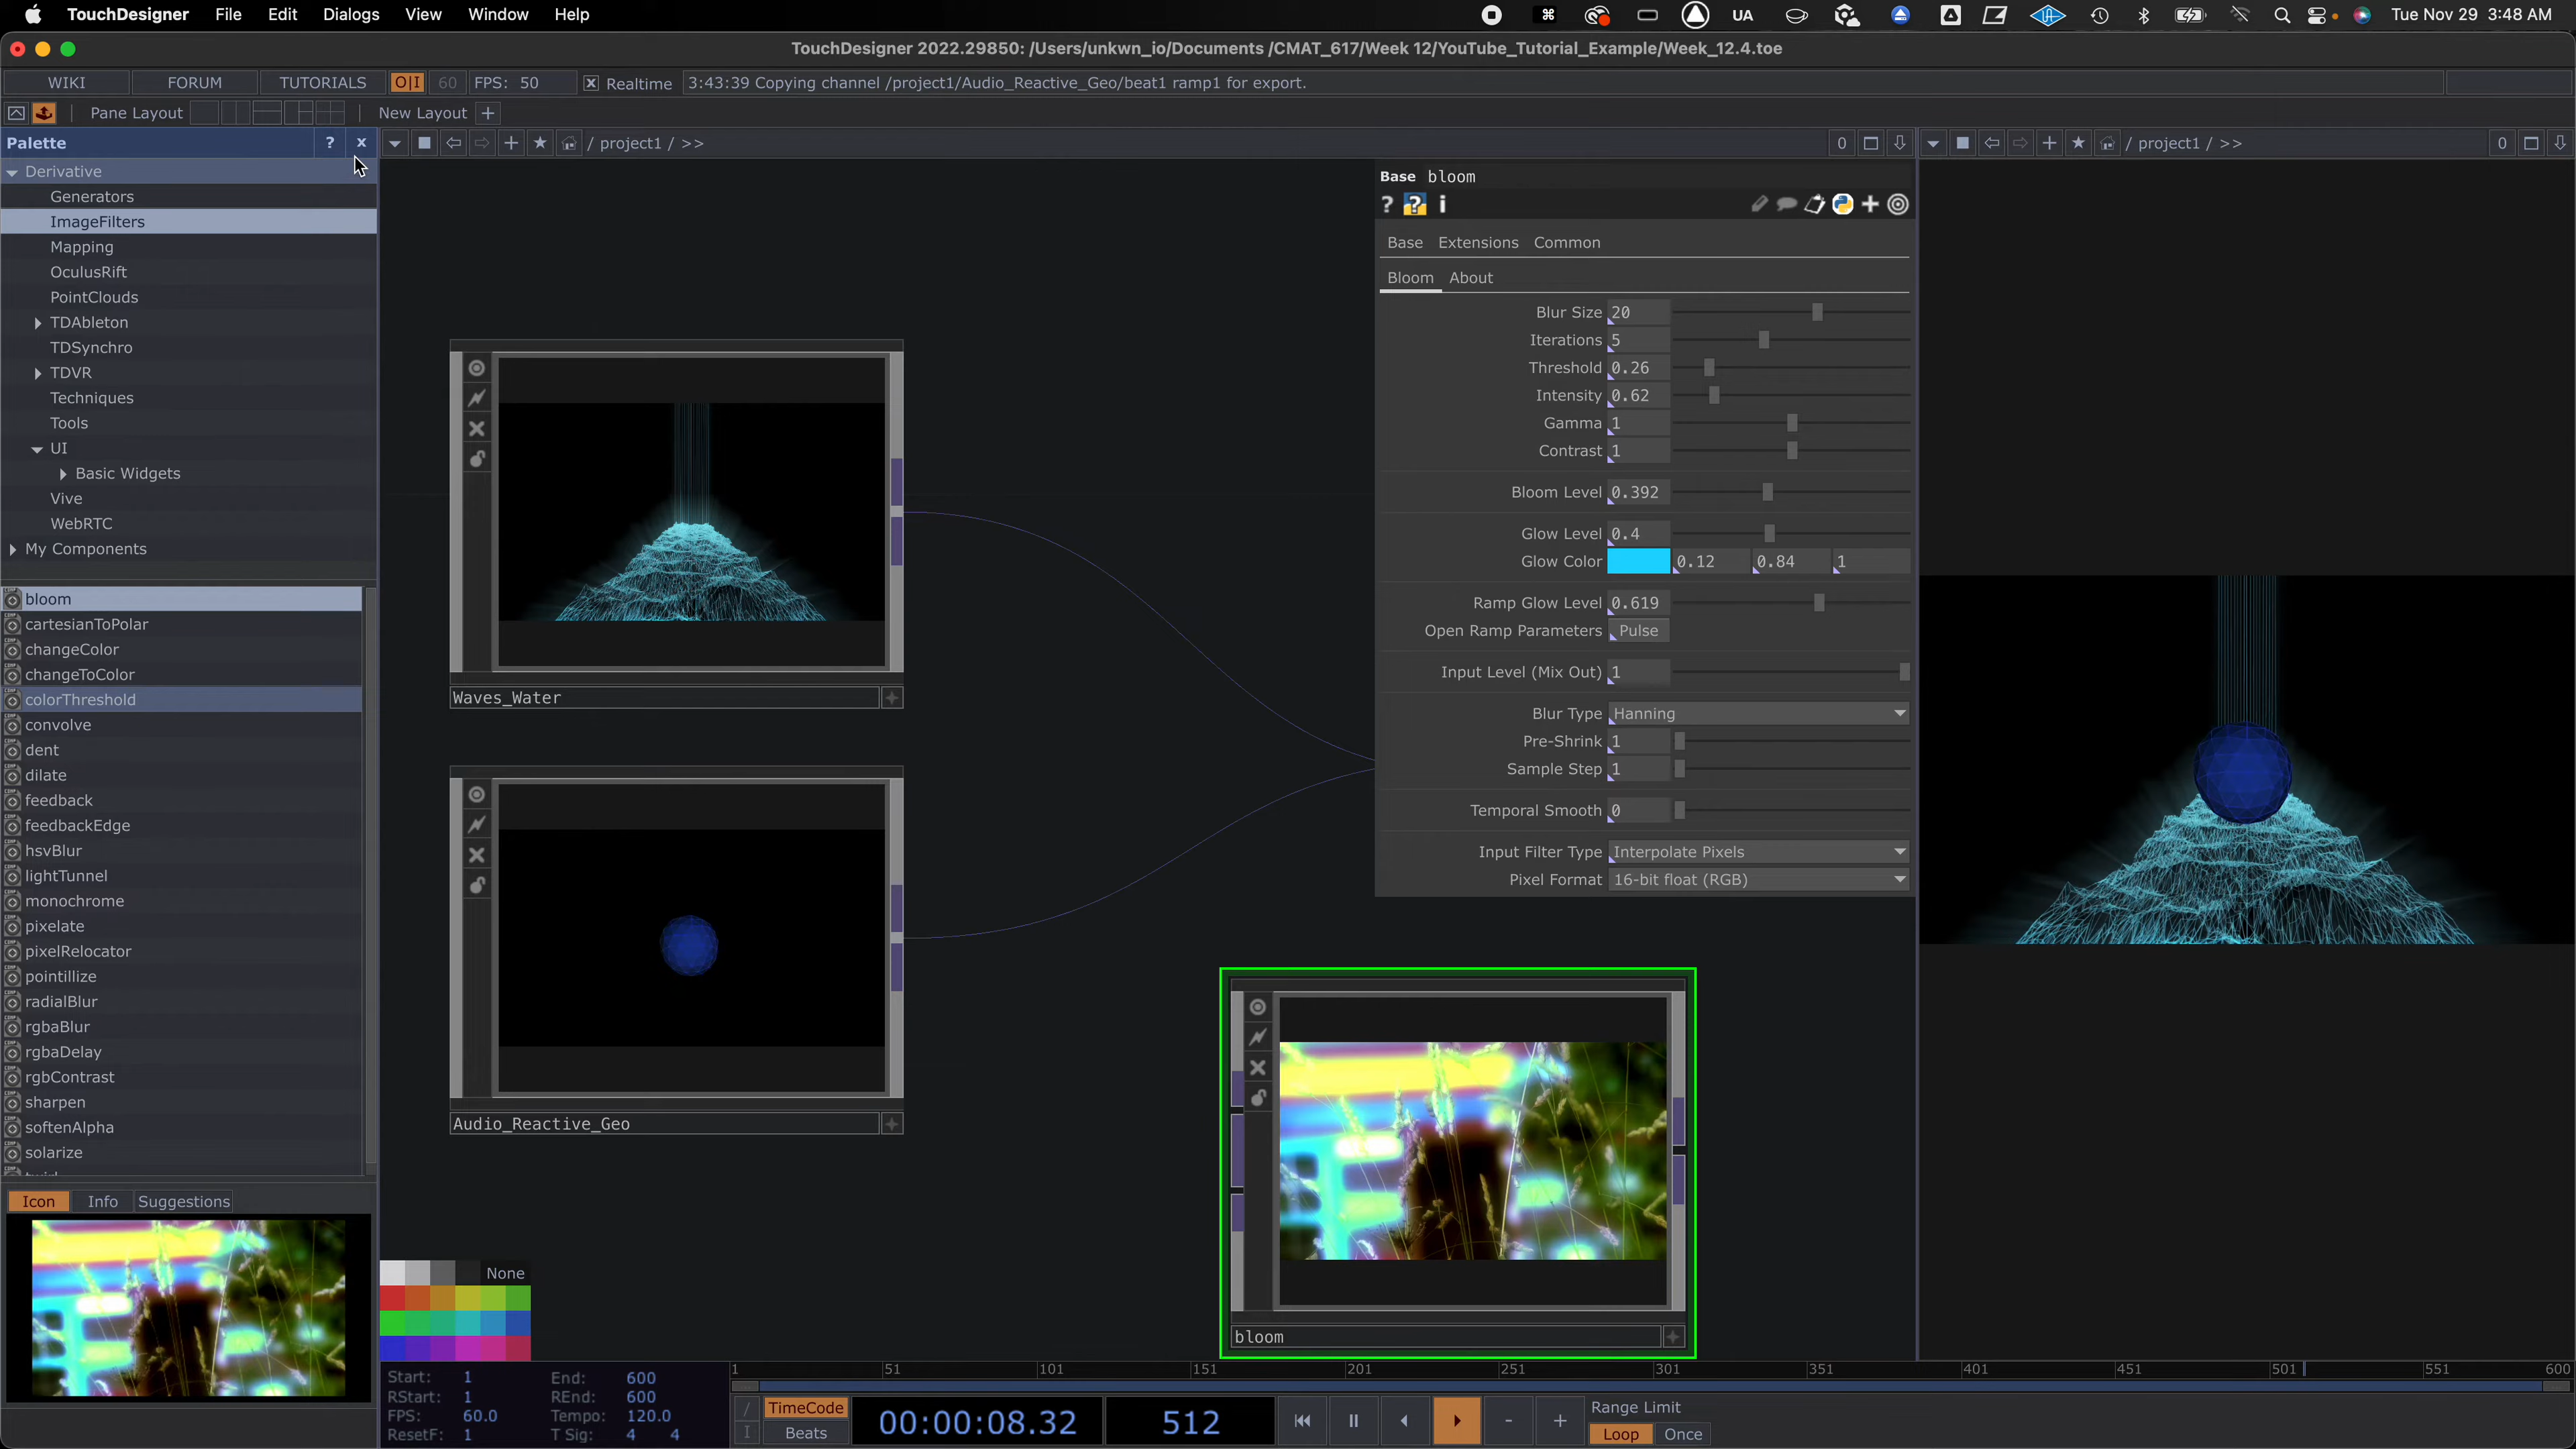 TouchDesigner File Edit Dialogs View Window Help
UA
Tue Nov 29 3:48 AM
TouchDesigner 2022.29850: /Users/unkwn_io/Documents /CMAT_617/Week 12/YouTube_Tutorial_Example/Week_12.4.toe
WIKI FORUM TUTORIALS O|I 60 FPS: 50 Realtime 3:43:39 Copying channel /project1/Audio_Reactive_Geo/beat1 ramp1 for export.
Pane Layout New Layout +
Palette ? x
/ project1 / >> 0
/ project1 / >> 0
Derivative
Generators
ImageFilters
Mapping
OculusRift
PointClouds
TDAbleton
TDSynchro
TDVR
Techniques
Tools
UI
Basic Widgets
Vive
WebRTC
My Components
bloom
cartesianToPolar
changeColor
changeToColor
colorThreshold
convolve
dent
dilate
feedback
feedbackEdge
hsvBlur
lightTunnel
monochrome
pixelate
pixelRelocator
pointillize
radialBlur
rgbaBlur
rgbaDelay
rgbContrast
sharpen
softenAlpha
solarize
Icon Info Suggestions
Waves_Water
Audio_Reactive_Geo
Base bloom
? ? i
Base Extensions Common
Bloom About
Blur Size 20
Iterations 5
Threshold 0.26
Intensity 0.62
Gamma 1
Contrast 1
Bloom Level 0.392
Glow Level 0.4
Glow Color 0.12 0.84 1
Ramp Glow Level 0.619
Open Ramp Parameters Pulse
Input Level (Mix Out) 1
Blur Type Hanning
Pre-Shrink 1
Sample Step 1
Temporal Smooth 0
Input Filter Type Interpolate Pixels
Pixel Format 16-bit float (RGB)
bloom
None
1 51 101 151 201 251 301 351 401 451 501 551 600
Start: 1 End: 600
RStart: 1 REnd: 600
FPS: 60.0 Tempo: 120.0
ResetF: 1 T Sig: 4 4
/ TimeCode
I Beats
00:00:08.32 512
- +
Range Limit
Loop Once